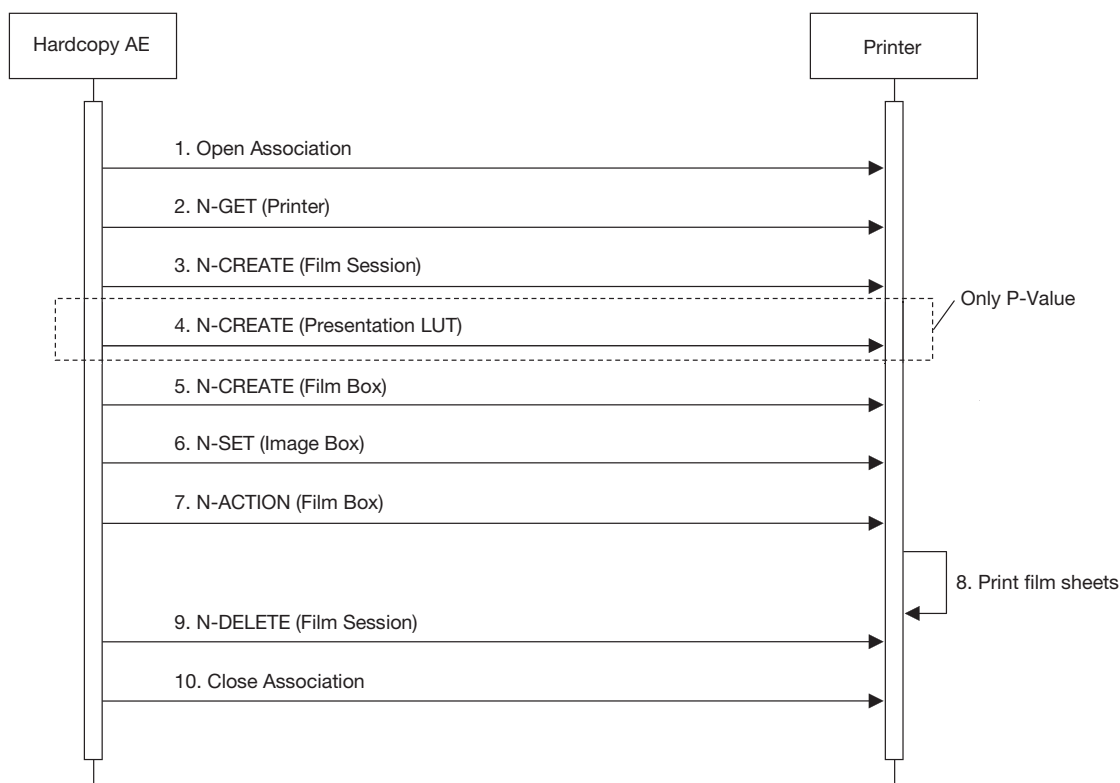 Hardcopy AE
Printer
1. Open Association
2. N-GET (Printer)
3. N-CREATE (Film Session)
Only P-Value
4. N-CREATE (Presentation LUT)
5. N-CREATE (Film Box)
6. N-SET (Image Box)
7. N-ACTION (Film Box)
8. Print film sheets
9. N-DELETE (Film Session)
10. Close Association